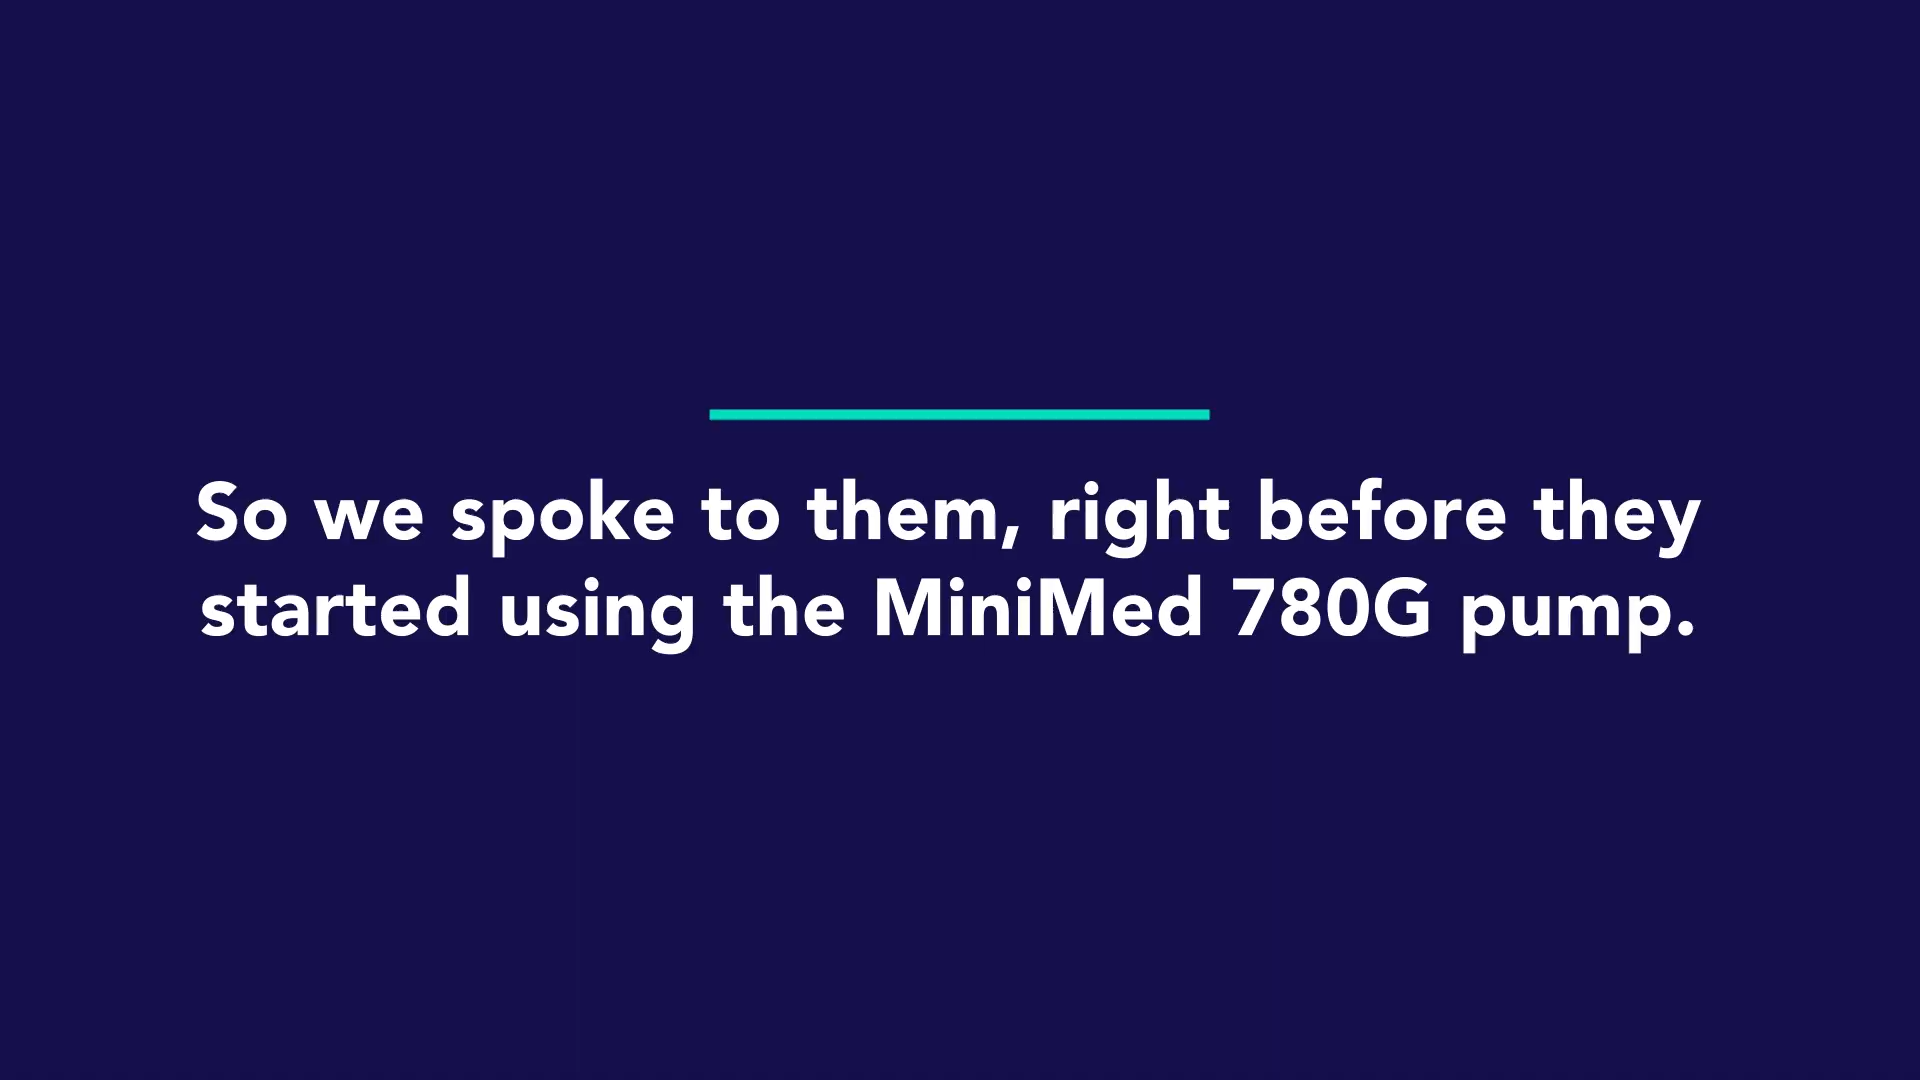 So we spoke to them, right before they
started using the MiniMed 780G pump.